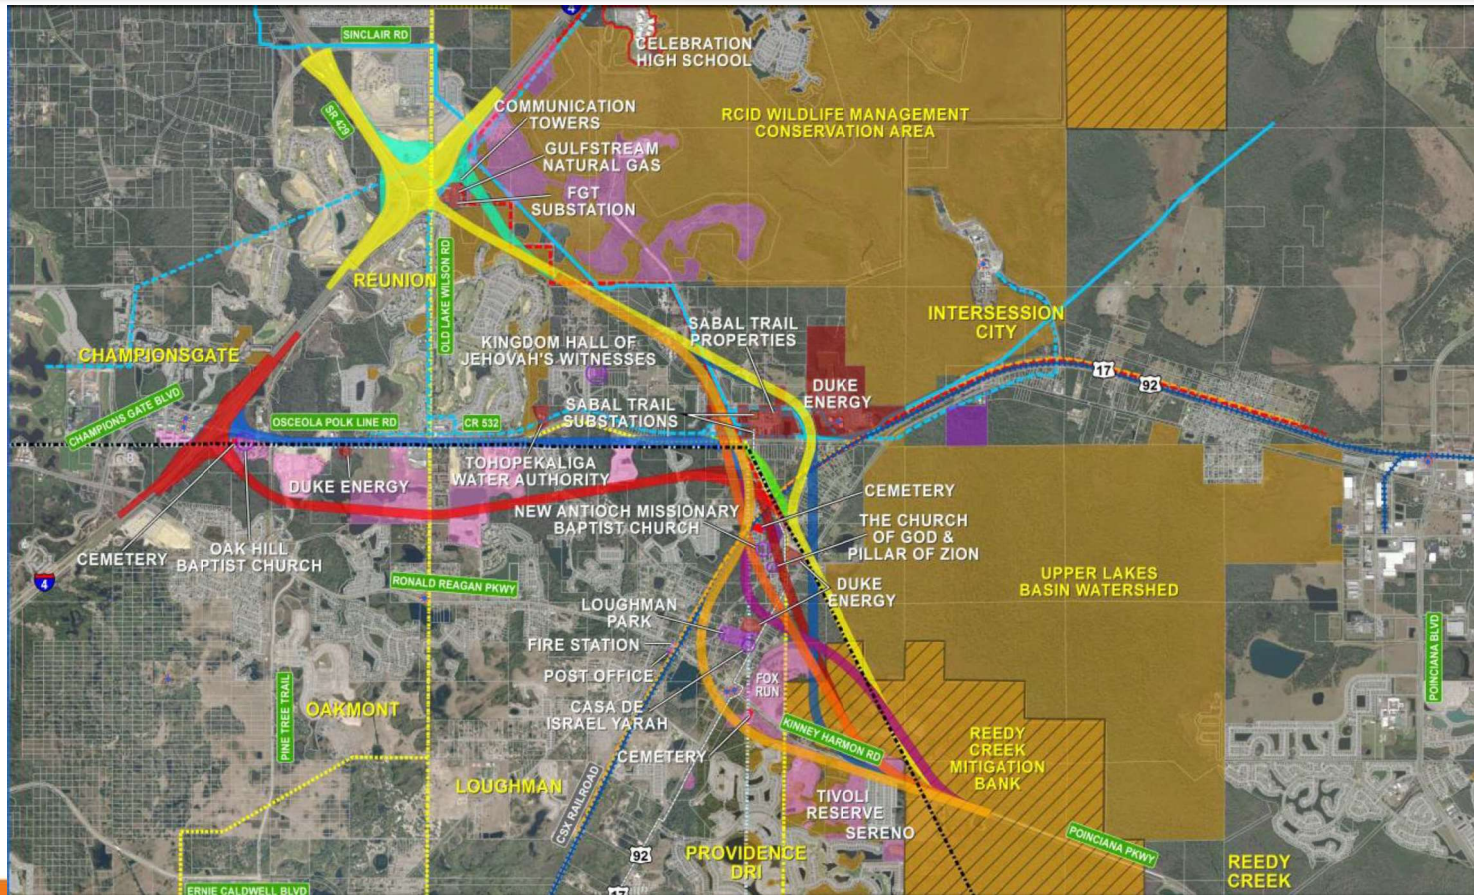 4
SINCLAIR RD
CELEBRATION
HIGH SCHOOL
SR 429
COMMUNICATION
TOWERS
RCID WILDLIFE MANAGEMENT
CONSERVATION AREA
GULFSTREAM
NATURAL GAS
FGT
SUBSTATION
REUNION
OLD LAKE WILSON RD
INTERSESSION
CITY
SABAL TRAIL
PROPERTIES
KINGDOM HALL OF
JEHOVAH'S WITNESSES
CHAMPIONSGATE
17
92
DUKE
ENERGY
CHAMPIONS GATE BLVD
SABAL TRAIL
SUBSTATIONS
OSCEOLA POLK LINE RD
CR 532
TOHOPEKALIGA
WATER AUTHORITY
DUKE ENERGY
CEMETERY
NEW ANTIOCH MISSIONARY
BAPTIST CHURCH
THE CHURCH
OF GOD &
PILLAR OF ZION
CEMETERY
OAK HILL
BAPTIST CHURCH
4
RONALD REAGAN PKWY
UPPER LAKES
BASIN WATERSHED
DUKE
ENERGY
LOUGHMAN
PARK
FIRE STATION
POST OFFICE
FOX
RUN
POINCIANA BLVD
PINE TREE TRAIL
OAKMONT
CASA DE
ISRAEL YARAH
KINNEY HARMON RD
REEDY
CREEK
MITIGATION
BANK
CEMETERY
LOUGHMAN
CSX RAILROAD
TIVOLI
RESERVE
SERENO
92
PROVIDENCE
DRI
POINCIANA PKWY
REEDY
CREEK
ERNIE CALDWELL BLVD
17